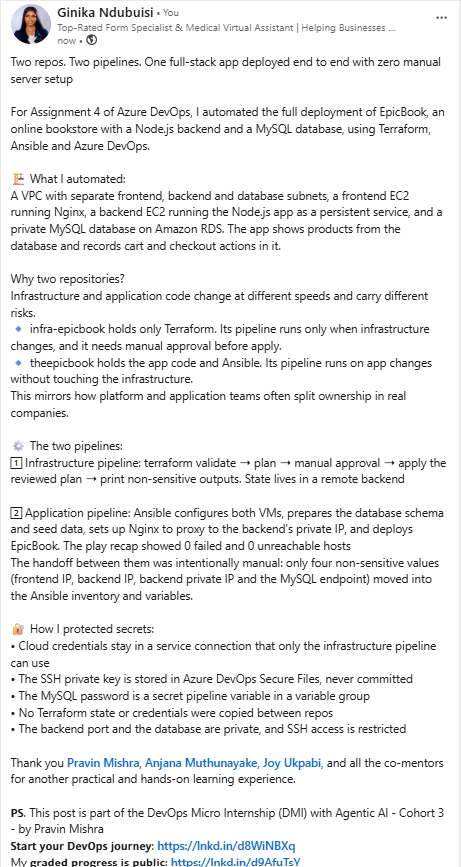 Ginika Ndubuisi • You
Top-Rated Form Specialist & Medical Virtual Assistant | Helping Businesses ...
now •
Two repos. Two pipelines. One full-stack app deployed end to end with zero manual
server setup
For Assignment 4 of Azure DevOps, I automated the full deployment of EpicBook, an
online bookstore with a Node.js backend and a MySQL database, using Terraform,
Ansible and Azure DevOps.
What I automated:
A VPC with separate frontend, backend and database subnets, a frontend EC2
running Nginx, a backend EC2 running the Node.js app as a persistent service, and a
private MySQL database on Amazon RDS. The app shows products from the
database and records cart and checkout actions in it.
Why two repositories?
Infrastructure and application code change at different speeds and carry different
risks.
🔹 infra-epicbook holds only Terraform. Its pipeline runs only when infrastructure
changes, and it needs manual approval before apply.
🔹 theepicbook holds the app code and Ansible. Its pipeline runs on app changes
without touching the infrastructure.
This mirrors how platform and application teams often split ownership in real
companies.
⚙️ The two pipelines:
1️⃣ Infrastructure pipeline: terraform validate → plan → manual approval → apply the
reviewed plan → print non-sensitive outputs. State lives in a remote backend
2️⃣ Application pipeline: Ansible configures both VMs, prepares the database schema
and seed data, sets up Nginx to proxy to the backend's private IP, and deploys
EpicBook. The play recap showed 0 failed and 0 unreachable hosts
The handoff between them was intentionally manual: only four non-sensitive values
(frontend IP, backend IP, backend private IP and the MySQL endpoint) moved into
the Ansible inventory and variables.
🔐 How I protected secrets:
• Cloud credentials stay in a service connection that only the infrastructure pipeline
can use
• The SSH private key is stored in Azure DevOps Secure Files, never committed
• The MySQL password is a secret pipeline variable in a variable group
• No Terraform state or credentials were copied between repos
• The backend port and the database are private, and SSH access is restricted
Thank you Pravin Mishra, Anjana Muthunayake, Joy Ukpabi, and all the co-mentors
for another practical and hands-on learning experience.
PS. This post is part of the DevOps Micro Internship (DMI) with Agentic AI - Cohort 3
- by Pravin Mishra
Start your DevOps journey: https://lnkd.in/d8WiNBXq
My graded progress is public: https://lnkd.in/d9AfuTsY